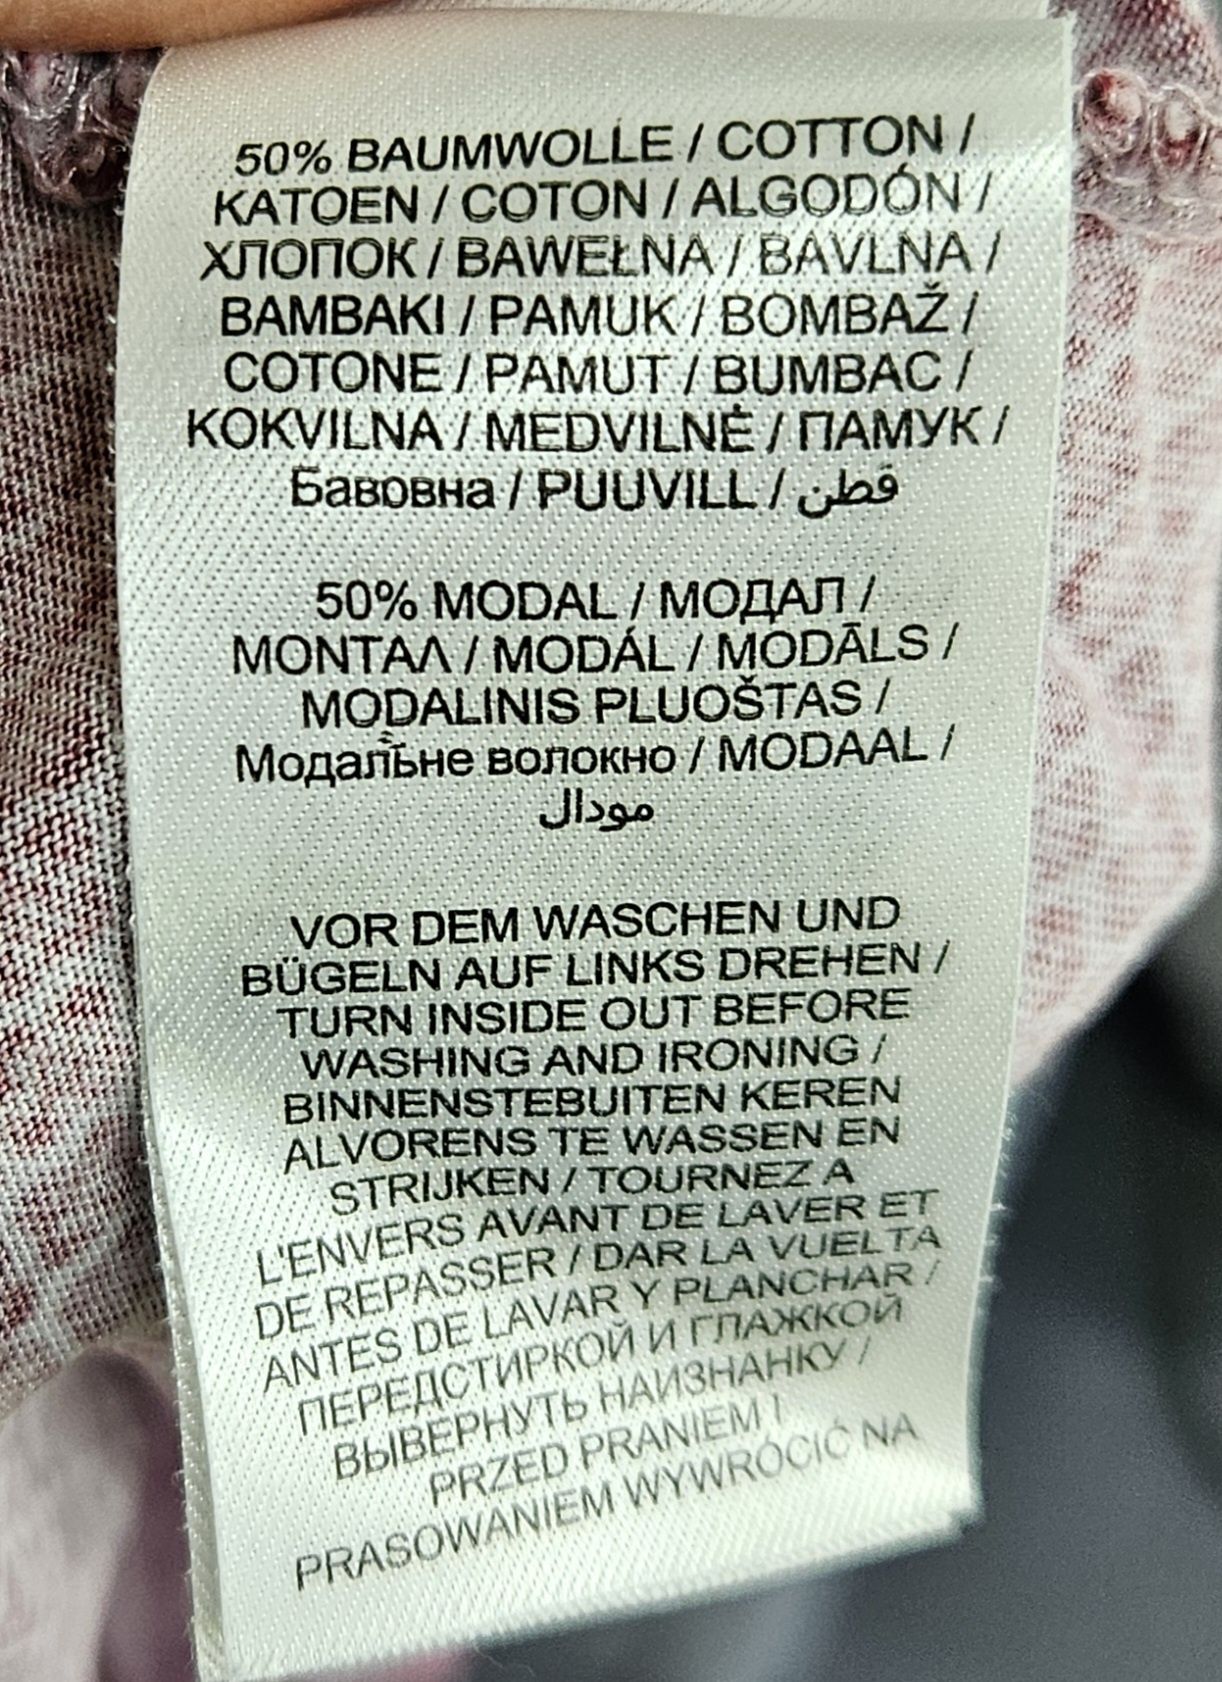 50% BAUMWOLLE / COTTON /
KATOEN / COTON / ALGODÓN /
ХЛОПОК / BAWEŁNA / BAVLNA /
BAMBAKI / PAMUK / BOMBAŽ /
COTONE / PAMUT / BUMBAC /
KOKVILNA / MEDVILNĖ / ПАМУК /
Бавовна / PUUVILL / قطن
50% MODAL / МОДАЛ /
ΜΟΝΤΑΛ / MODÁL / MODĀLS /
MODALINIS PLUOŠTAS /
Модальне волокно / MODAAL /
مودال
VOR DEM WASCHEN UND
BÜGELN AUF LINKS DREHEN /
TURN INSIDE OUT BEFORE
WASHING AND IRONING /
BINNENSTEBUITEN KEREN
ALVORENS TE WASSEN EN
STRIJKEN / TOURNEZ A
L'ENVERS AVANT DE LAVER ET
DE REPASSER / DAR LA VUELTA
ANTES DE LAVAR Y PLANCHAR /
ПЕРЕДСТИРКОЙ И ГЛАЖКОЙ
ВЫВЕРНУТЬ НАИЗНАНКУ /
PRZED PRANIEM I
PRASOWANIEM WYWRÓCIĆ NA